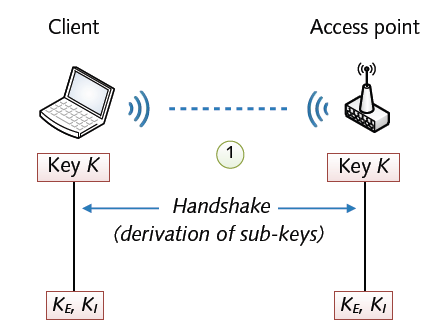 Client
Access point
1
Key K
Key K
Handshake
(derivation of sub-keys)
KE, KI
KE, KI